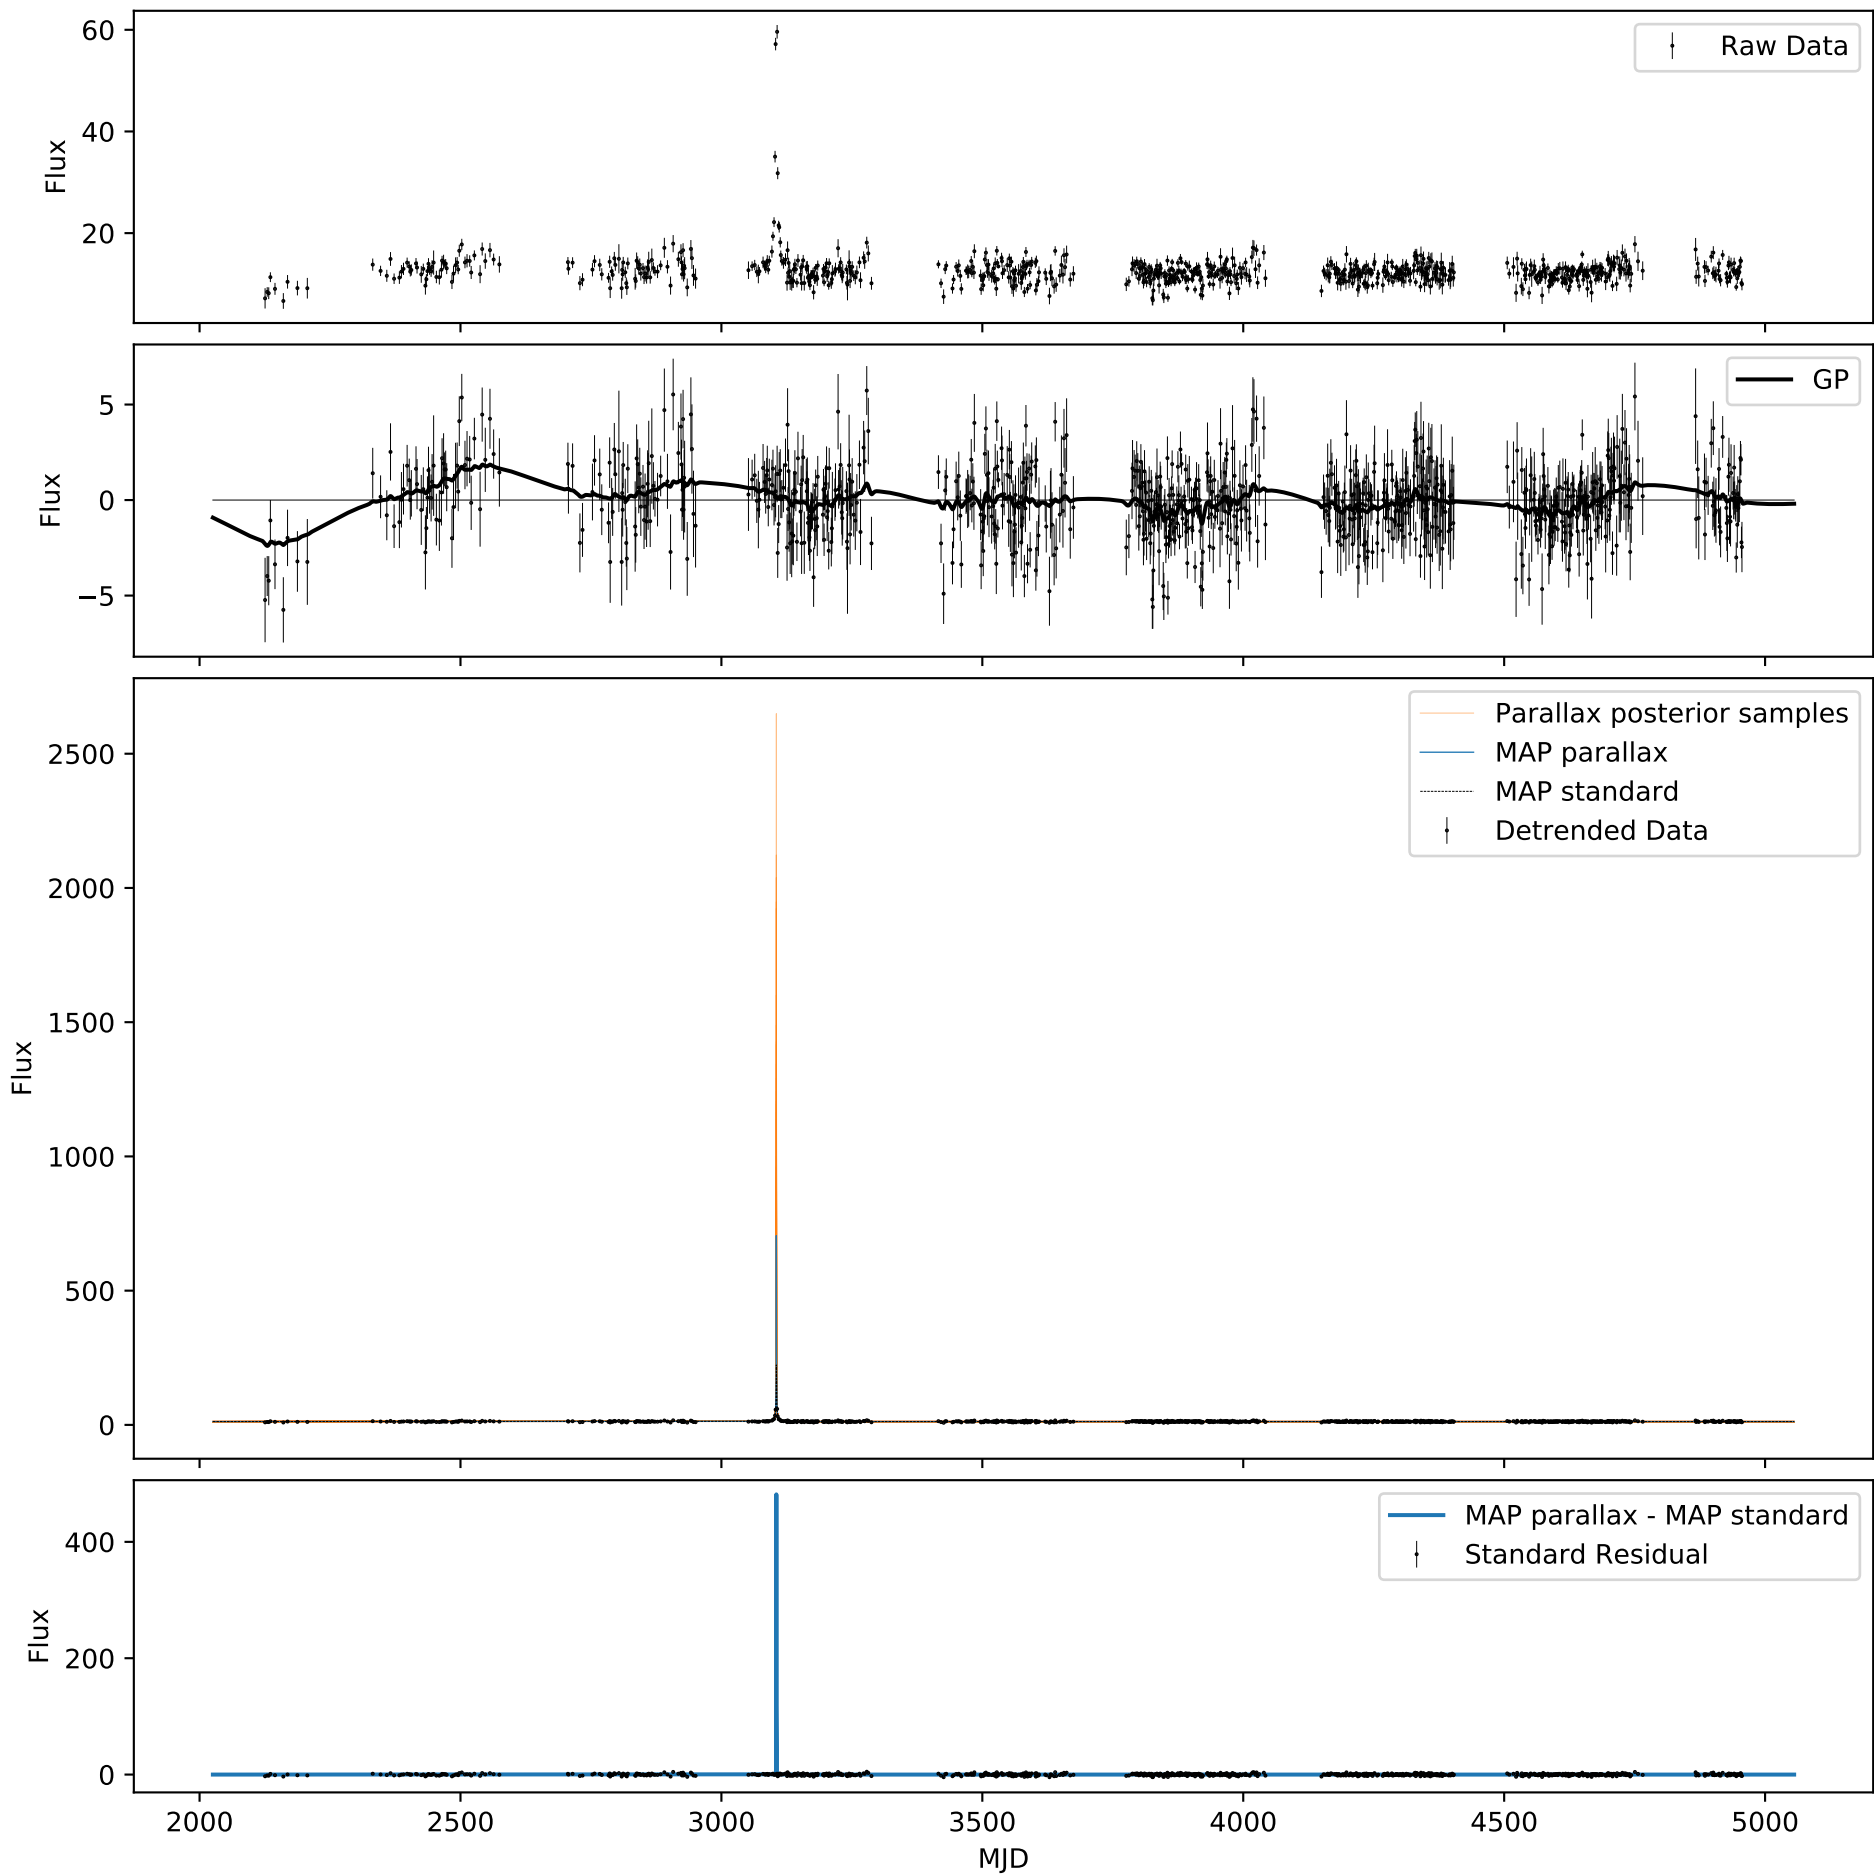 60
40
20
Flux
Raw Data
5
0
−5
Flux
GP
2500
2000
1500
1000
500
0
Flux
Parallax posterior samples
MAP parallax
MAP standard
Detrended Data
400
200
0
Flux
MAP parallax - MAP standard
Standard Residual
2000 2500 3000 3500 4000 4500 5000
MJD